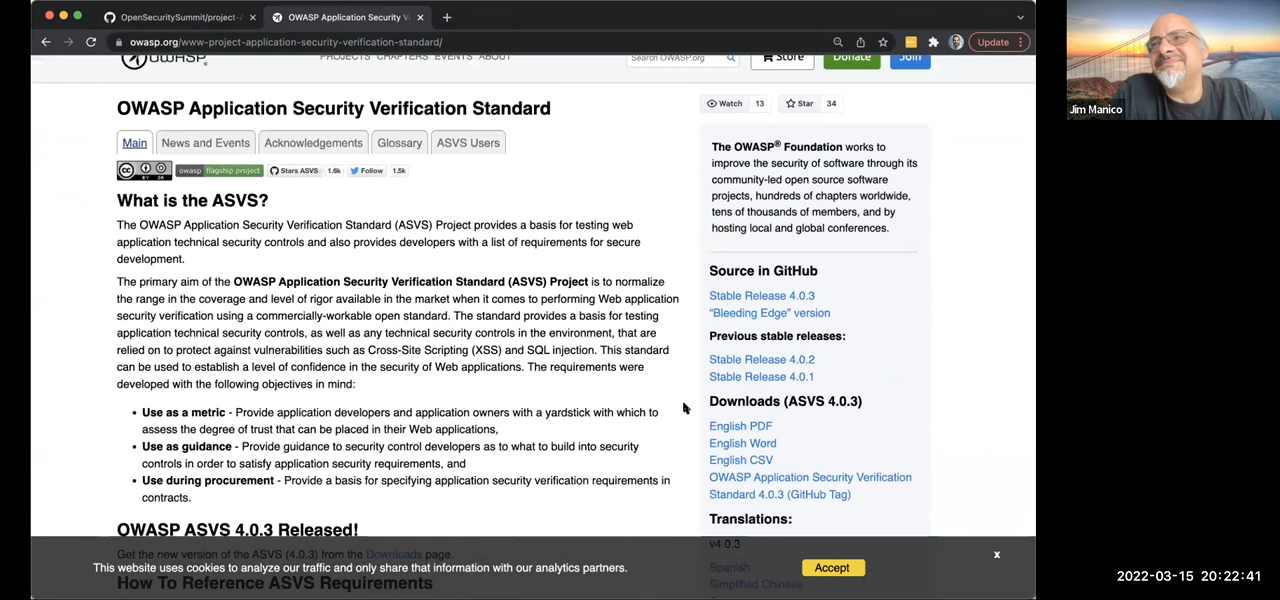 OpenSecuritySummit/project-
OWASP Application Security V
owasp.org/www-project-application-security-verification-standard/
Update
OWASP
PROJECTS CHAPTERS EVENTS ABOUT
Search OWASP.org
Store
Donate
Join
OWASP Application Security Verification Standard
Watch 13
Star 34
Main
News and Events
Acknowledgements
Glossary
ASVS Users
owasp flagship project
Stars ASVS 1.6k
Follow 1.5k
What is the ASVS?
The OWASP Application Security Verification Standard (ASVS) Project provides a basis for testing web
application technical security controls and also provides developers with a list of requirements for secure
development.
The primary aim of the OWASP Application Security Verification Standard (ASVS) Project is to normalize
the range in the coverage and level of rigor available in the market when it comes to performing Web application
security verification using a commercially-workable open standard. The standard provides a basis for testing
application technical security controls, as well as any technical security controls in the environment, that are
relied on to protect against vulnerabilities such as Cross-Site Scripting (XSS) and SQL injection. This standard
can be used to establish a level of confidence in the security of Web applications. The requirements were
developed with the following objectives in mind:
• Use as a metric - Provide application developers and application owners with a yardstick with which to
assess the degree of trust that can be placed in their Web applications,
• Use as guidance - Provide guidance to security control developers as to what to build into security
controls in order to satisfy application security requirements, and
• Use during procurement - Provide a basis for specifying application security verification requirements in
contracts.
OWASP ASVS 4.0.3 Released!
Get the new version of the ASVS (4.0.3) from the Downloads page.
How To Reference ASVS Requirements
The OWASP® Foundation works to
improve the security of software through its
community-led open source software
projects, hundreds of chapters worldwide,
tens of thousands of members, and by
hosting local and global conferences.
Source in GitHub
Stable Release 4.0.3
“Bleeding Edge” version
Previous stable releases:
Stable Release 4.0.2
Stable Release 4.0.1
Downloads (ASVS 4.0.3)
English PDF
English Word
English CSV
OWASP Application Security Verification
Standard 4.0.3 (GitHub Tag)
Translations:
v4.0.3
Spanish
Simplified Chinese
This website uses cookies to analyze our traffic and only share that information with our analytics partners.
Accept
x
Jim Manico
2022-03-15 20:22:41